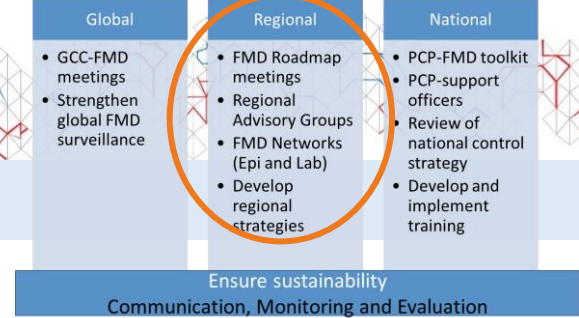 Global
• GCC-FMD
meetings
• Strengthen
global FMD
surveillance
Regional
• FMD Roadmap
meetings
• Regional
Advisory Groups
• FMD Networks
(Epi and Lab)
• Develop
regional
strategies
National
• PCP-FMD toolkit
• PCP-support
officers
• Review of
national control
strategy
• Develop and
implement
training
Ensure sustainability
Communication, Monitoring and Evaluation